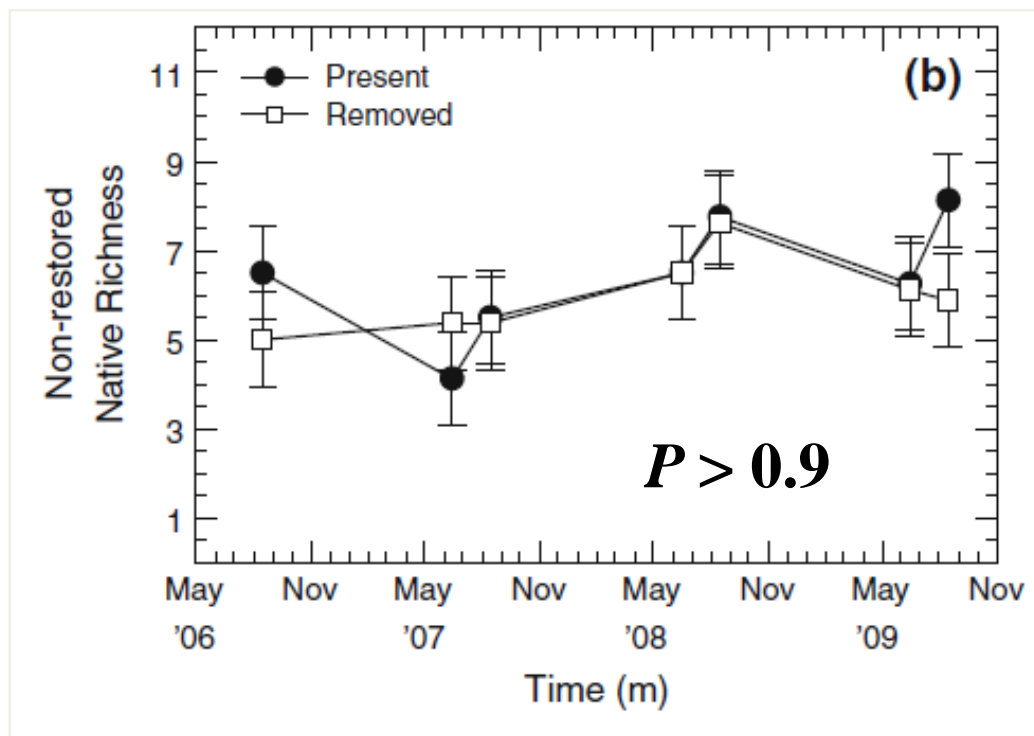 (b)
Present
Removed
Non-restored
Native Richness
11
9
7
5
3
1
P > 0.9
May Nov May Nov May Nov May Nov
'06 '07 '08 '09
Time (m)